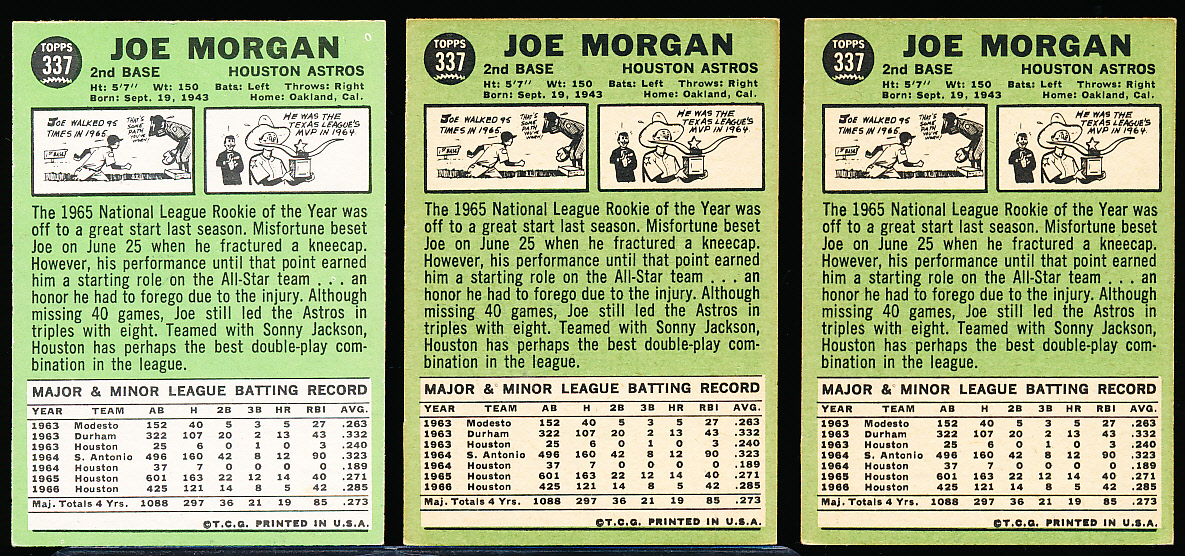 TOPPS
337
JOE MORGAN
2nd BASE HOUSTON ASTROS
Ht: 5'7" Wt: 150 Bats: Left Throws: Right
Born: Sept. 19, 1943 Home: Oakland, Cal.
JOE WALKED 95
TIMES IN 1965.
THAT'S
SOME
PATH
YOU'VE
WORN!
1st BASE
HE WAS THE
TEXAS LEAGUE'S
MVP IN 1964.
The 1965 National League Rookie of the Year was
off to a great start last season. Misfortune beset
Joe on June 25 when he fractured a kneecap.
However, his performance until that point earned
him a starting role on the All-Star team . . . an
honor he had to forego due to the injury. Although
missing 40 games, Joe still led the Astros in
triples with eight. Teamed with Sonny Jackson,
Houston has perhaps the best double-play com-
bination in the league.
MAJOR & MINOR LEAGUE BATTING RECORD
YEAR TEAM AB H 2B 3B HR RBI AVG.
1963 Modesto 152 40 5 3 5 27 .263
1963 Durham 322 107 20 2 13 43 .332
1963 Houston 25 6 0 1 0 3 .240
1964 S. Antonio 496 160 42 8 12 90 .323
1964 Houston 37 7 0 0 0 0 .189
1965 Houston 601 163 22 12 14 40 .271
1966 Houston 425 121 14 8 5 42 .285
Maj. Totals 4 Yrs. 1088 297 36 21 19 85 .273
©T.C.G. PRINTED IN U.S.A.
TOPPS
337
JOE MORGAN
2nd BASE HOUSTON ASTROS
Ht: 5'7" Wt: 150 Bats: Left Throws: Right
Born: Sept. 19, 1943 Home: Oakland, Cal.
JOE WALKED 95
TIMES IN 1965.
THAT'S
SOME
PATH
YOU'VE
WORN!
1st BASE
HE WAS THE
TEXAS LEAGUE'S
MVP IN 1964.
The 1965 National League Rookie of the Year was
off to a great start last season. Misfortune beset
Joe on June 25 when he fractured a kneecap.
However, his performance until that point earned
him a starting role on the All-Star team . . . an
honor he had to forego due to the injury. Although
missing 40 games, Joe still led the Astros in
triples with eight. Teamed with Sonny Jackson,
Houston has perhaps the best double-play com-
bination in the league.
MAJOR & MINOR LEAGUE BATTING RECORD
YEAR TEAM AB H 2B 3B HR RBI AVG.
1963 Modesto 152 40 5 3 5 27 .263
1963 Durham 322 107 20 2 13 43 .332
1963 Houston 25 6 0 1 0 3 .240
1964 S. Antonio 496 160 42 8 12 90 .323
1964 Houston 37 7 0 0 0 0 .189
1965 Houston 601 163 22 12 14 40 .271
1966 Houston 425 121 14 8 5 42 .285
Maj. Totals 4 Yrs. 1088 297 36 21 19 85 .273
©T.C.G. PRINTED IN U.S.A.
TOPPS
337
JOE MORGAN
2nd BASE HOUSTON ASTROS
Ht: 5'7" Wt: 150 Bats: Left Throws: Right
Born: Sept. 19, 1943 Home: Oakland, Cal.
JOE WALKED 95
TIMES IN 1965.
THAT'S
SOME
PATH
YOU'VE
WORN!
1st BASE
HE WAS THE
TEXAS LEAGUE'S
MVP IN 1964.
The 1965 National League Rookie of the Year was
off to a great start last season. Misfortune beset
Joe on June 25 when he fractured a kneecap.
However, his performance until that point earned
him a starting role on the All-Star team . . . an
honor he had to forego due to the injury. Although
missing 40 games, Joe still led the Astros in
triples with eight. Teamed with Sonny Jackson,
Houston has perhaps the best double-play com-
bination in the league.
MAJOR & MINOR LEAGUE BATTING RECORD
YEAR TEAM AB H 2B 3B HR RBI AVG.
1963 Modesto 152 40 5 3 5 27 .263
1963 Durham 322 107 20 2 13 43 .332
1963 Houston 25 6 0 1 0 3 .240
1964 S. Antonio 496 160 42 8 12 90 .323
1964 Houston 37 7 0 0 0 0 .189
1965 Houston 601 163 22 12 14 40 .271
1966 Houston 425 121 14 8 5 42 .285
Maj. Totals 4 Yrs. 1088 297 36 21 19 85 .273
©T.C.G. PRINTED IN U.S.A.